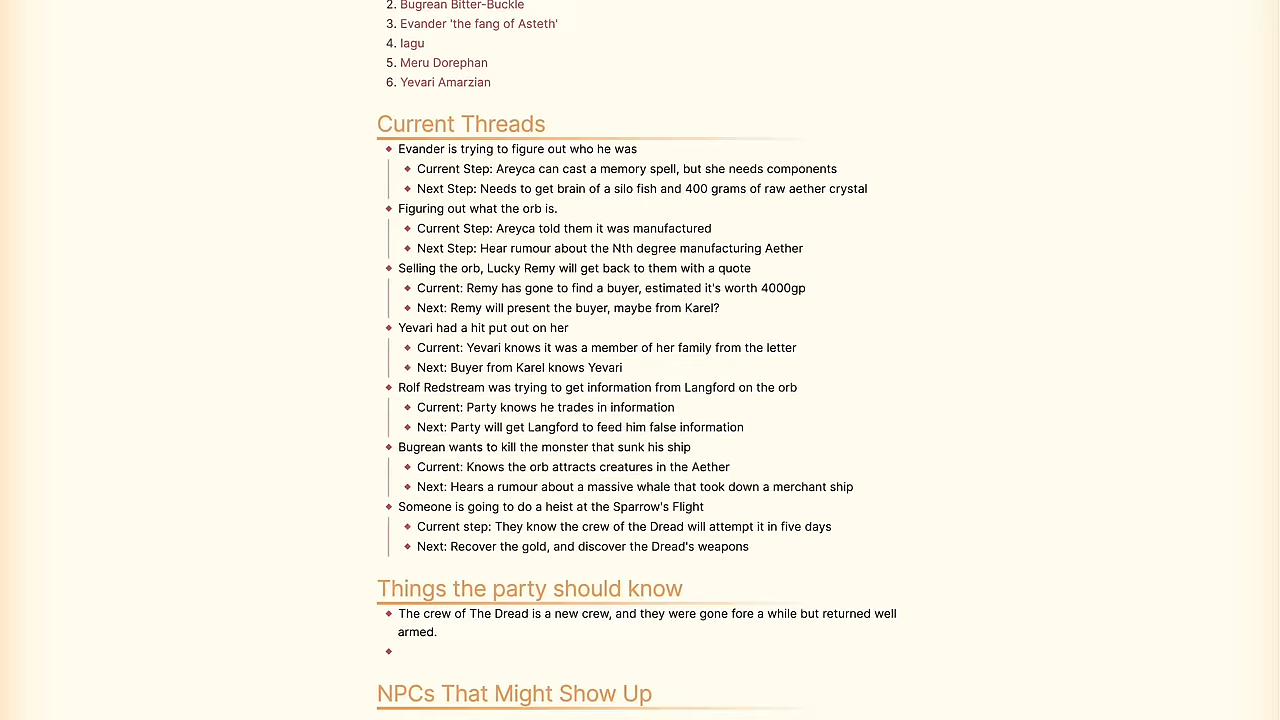 2. Bugrean Bitter-Buckle
3. Evander 'the fang of Asteth'
4. Iagu
5. Meru Dorephan
6. Yevari Amarzian
Current Threads
Evander is trying to figure out who he was
Current Step: Areyca can cast a memory spell, but she needs components
Next Step: Needs to get brain of a silo fish and 400 grams of raw aether crystal
Figuring out what the orb is.
Current Step: Areyca told them it was manufactured
Next Step: Hear rumour about the Nth degree manufacturing Aether
Selling the orb, Lucky Remy will get back to them with a quote
Current: Remy has gone to find a buyer, estimated it's worth 4000gp
Next: Remy will present the buyer, maybe from Karel?
Yevari had a hit put out on her
Current: Yevari knows it was a member of her family from the letter
Next: Buyer from Karel knows Yevari
Rolf Redstream was trying to get information from Langford on the orb
Current: Party knows he trades in information
Next: Party will get Langford to feed him false information
Bugrean wants to kill the monster that sunk his ship
Current: Knows the orb attracts creatures in the Aether
Next: Hears a rumour about a massive whale that took down a merchant ship
Someone is going to do a heist at the Sparrow's Flight
Current step: They know the crew of the Dread will attempt it in five days
Next: Recover the gold, and discover the Dread's weapons
Things the party should know
The crew of The Dread is a new crew, and they were gone fore a while but returned well
armed.
NPCs That Might Show Up